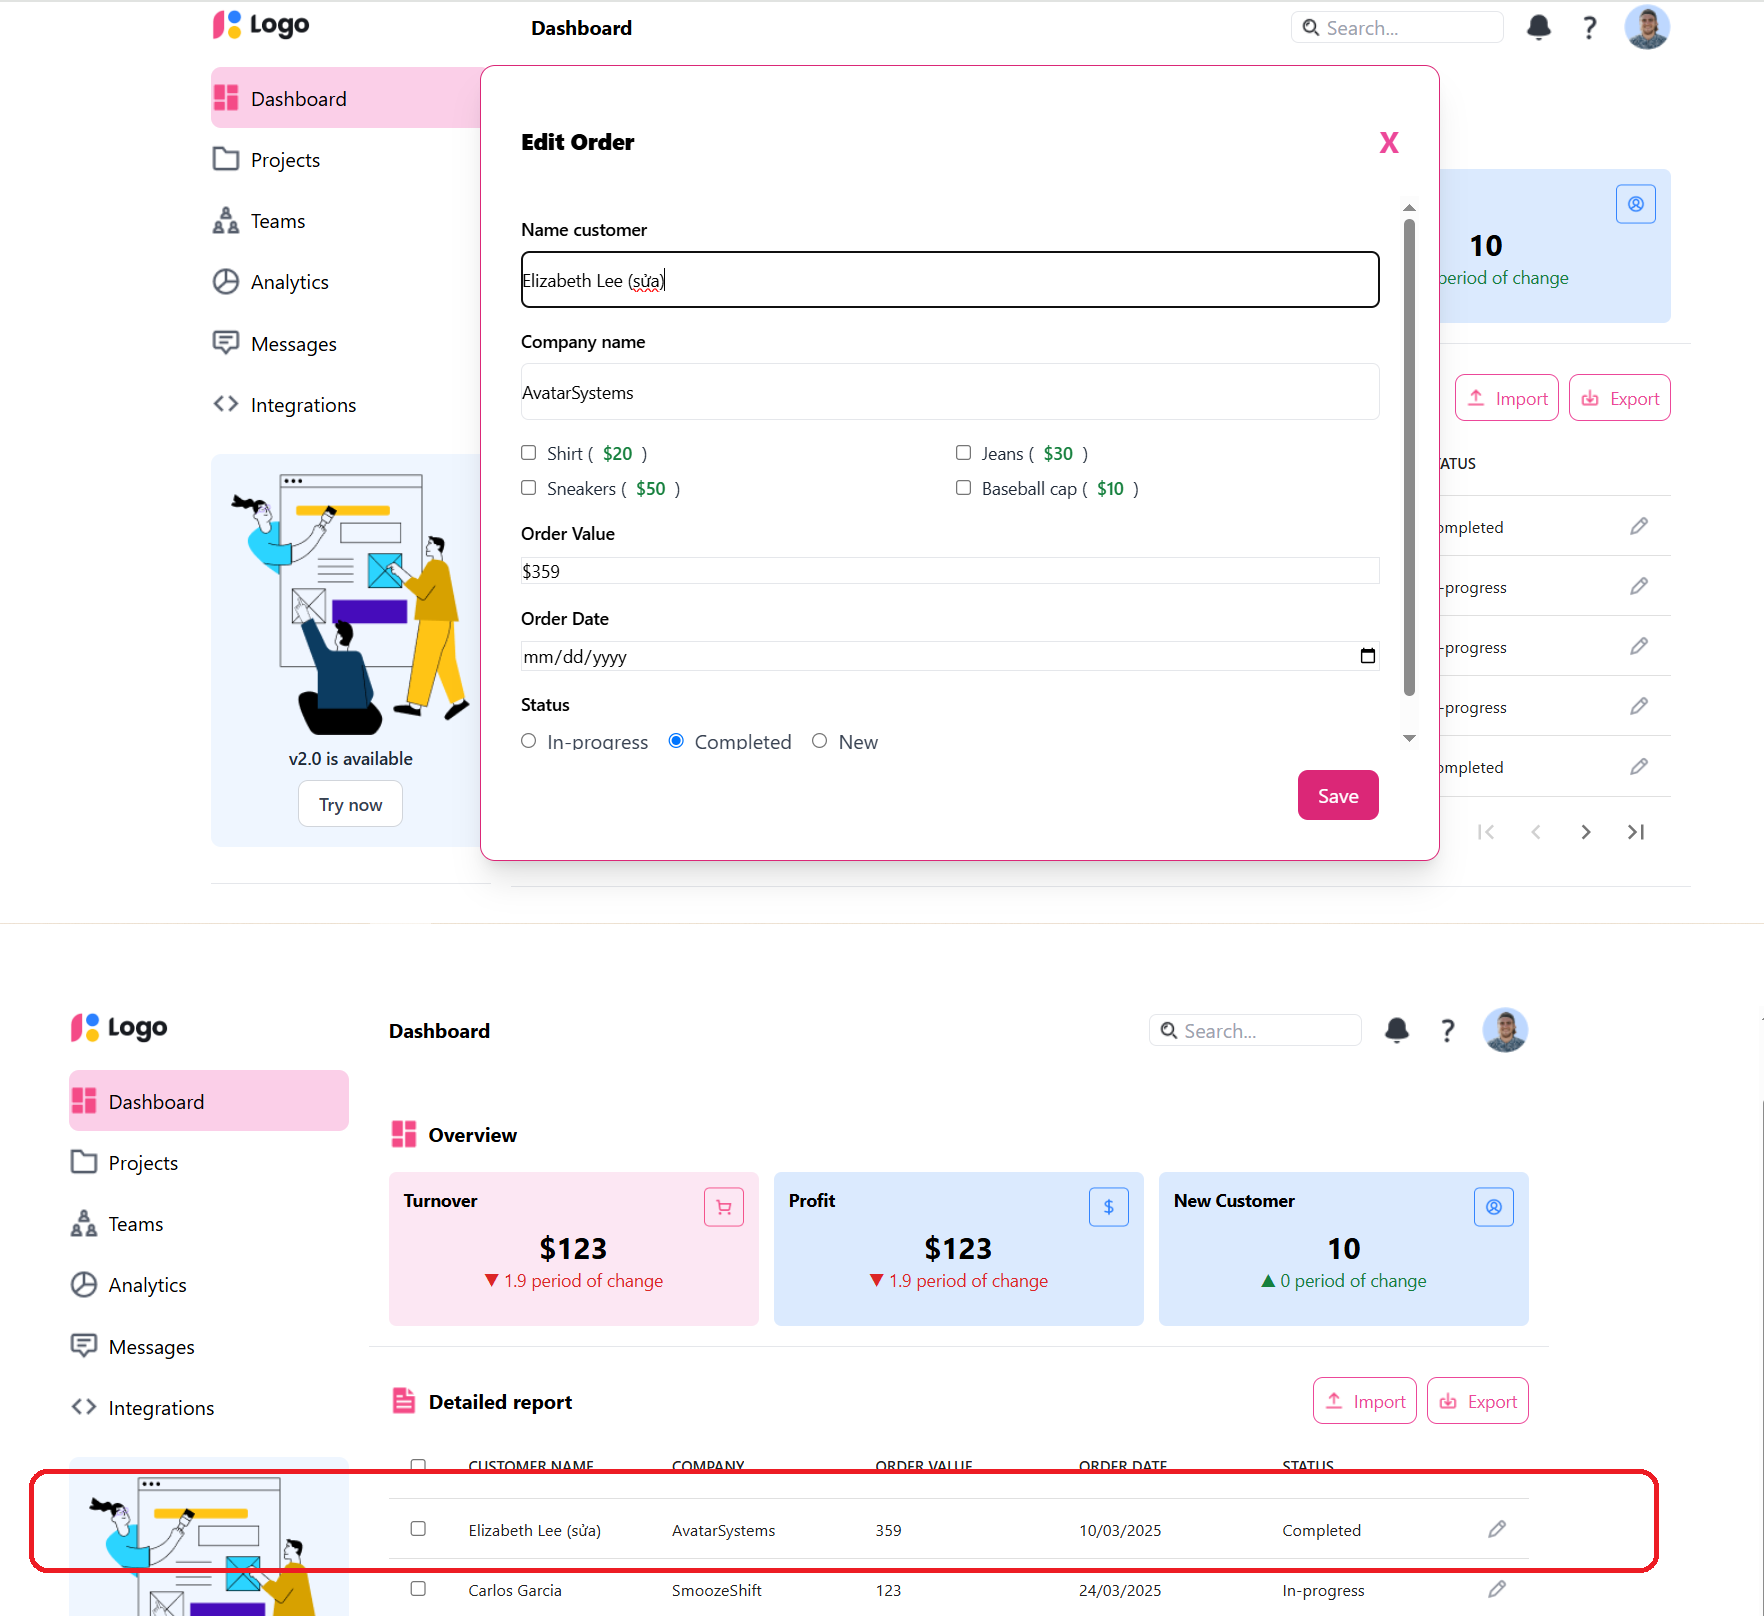 Logo
Dashboard
Search...
?
Dashboard
Projects
Teams
Analytics
Messages
Integrations
v2.0 is available
Try now
Edit Order
X
Name customer
Elizabeth Lee (sửa)
Company name
AvatarSystems
Shirt ( $20 )
Jeans ( $30 )
Sneakers ( $50 )
Baseball cap ( $10 )
Order Value
$359
Order Date
mm/dd/yyyy
Status
In-progress
Completed
New
Save
10
period of change
Import
Export
ATUS
ompleted
-progress
-progress
-progress
ompleted
Logo
Dashboard
Search...
?
Dashboard
Projects
Teams
Analytics
Messages
Integrations
Overview
Turnover
$123
▼ 1.9 period of change
Profit
$
$123
▼ 1.9 period of change
New Customer
10
▲ 0 period of change
Detailed report
Import
Export
CUSTOMER NAME COMPANY ORDER VALUE ORDER DATE STATUS
Elizabeth Lee (sửa) AvatarSystems 359 10/03/2025 Completed
Carlos Garcia SmoozeShift 123 24/03/2025 In-progress